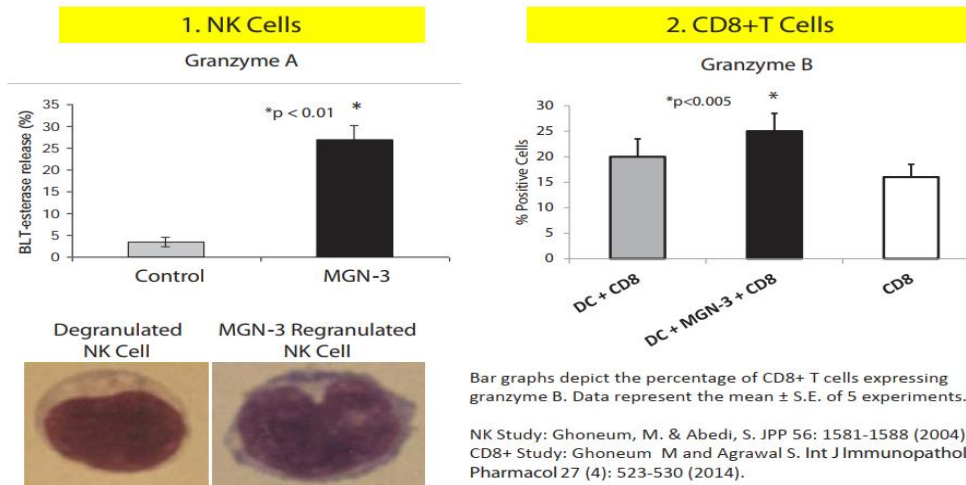 1. NK Cells
Granzyme A
BLT-esterase release (%)
35
30
25
20
15
10
5
0
*p < 0.01
*
Control
MGN-3
Degranulated
NK Cell
MGN-3 Regranulated
NK Cell
2. CD8+T Cells
Granzyme B
% Positive Cells
30
25
20
15
10
5
0
*p<0.005
*
DC + CD8
DC + MGN-3 + CD8
CD8
Bar graphs depict the percentage of CD8+ T cells expressing
granzyme B. Data represent the mean ± S.E. of 5 experiments.
NK Study: Ghoneum, M. & Abedi, S. JPP 56: 1581-1588 (2004)
CD8+ Study: Ghoneum M and Agrawal S. Int J Immunopathol
Pharmacol 27 (4): 523-530 (2014).